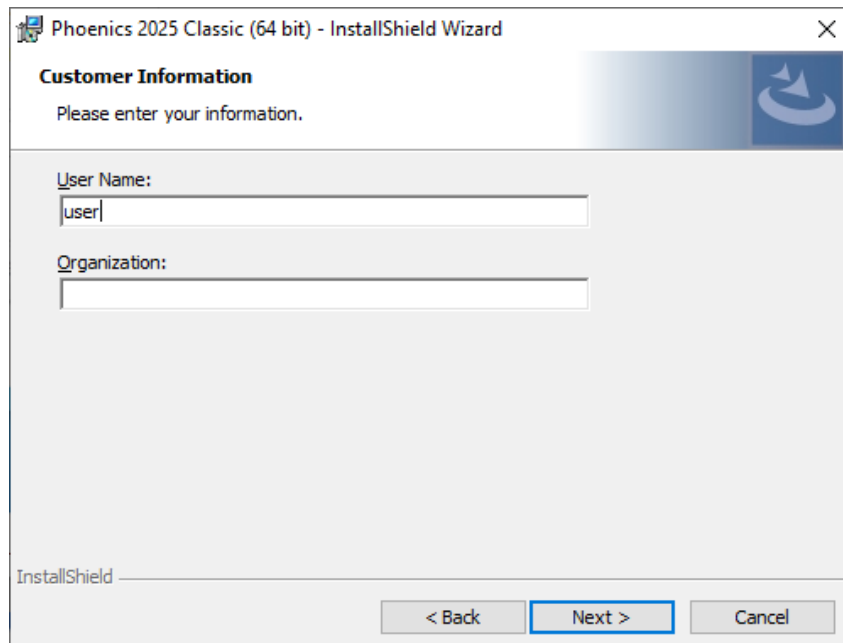 Phoenics 2025 Classic (64 bit) - InstallShield Wizard
Customer Information
Please enter your information.
User Name:
user
Organization:
InstallShield
< Back
Next >
Cancel